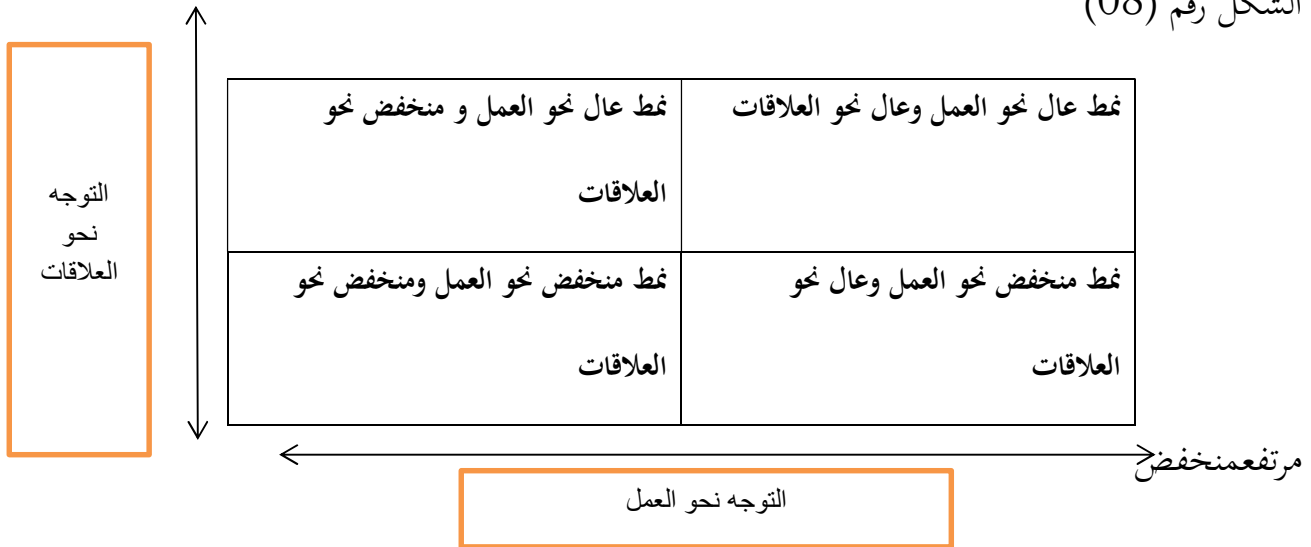 الشكل رقم (08)
نمط عال نحو العمل وعال نحو العلاقات
نمط عال نحو العمل و منخفض نحو
العلاقات
نمط منخفض نحو العمل وعال نحو
العلاقات
نمط منخفض نحو العمل ومنخفض نحو
العلاقات
التوجه
نحو
العلاقات
مرتفعمنخفض
التوجه نحو العمل